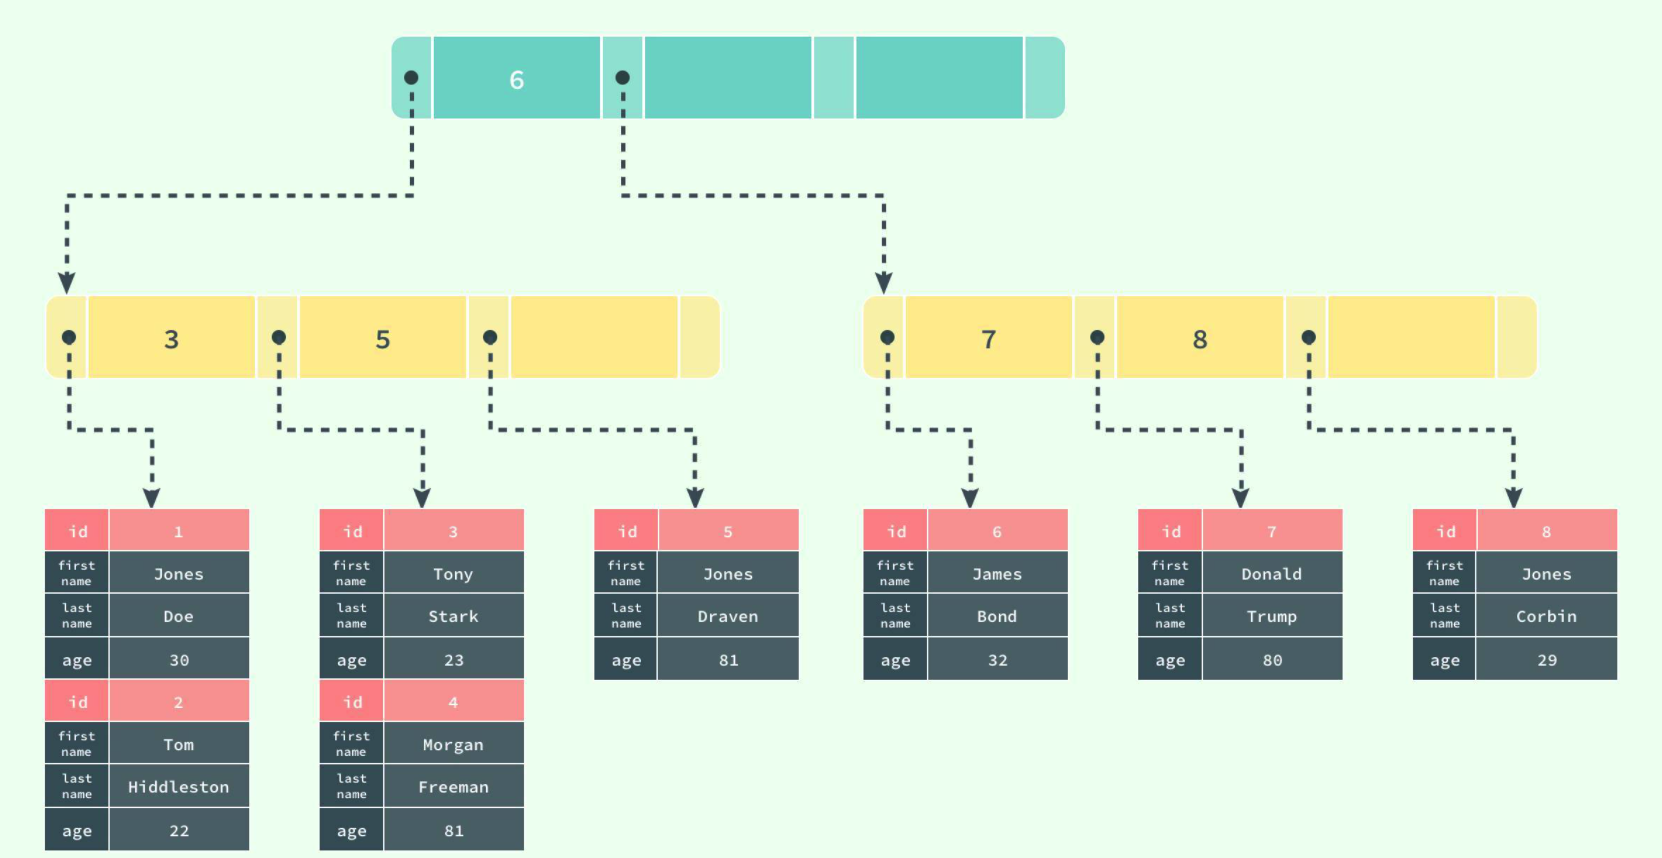 6
3
5
7
8
id 1
first name Jones
last name Doe
age 30
id 2
first name Tom
last name Hiddleston
age 22
id 3
first name Tony
last name Stark
age 23
id 4
first name Morgan
last name Freeman
age 81
id 5
first name Jones
last name Draven
age 81
id 6
first name James
last name Bond
age 32
id 7
first name Donald
last name Trump
age 80
id 8
first name Jones
last name Corbin
age 29